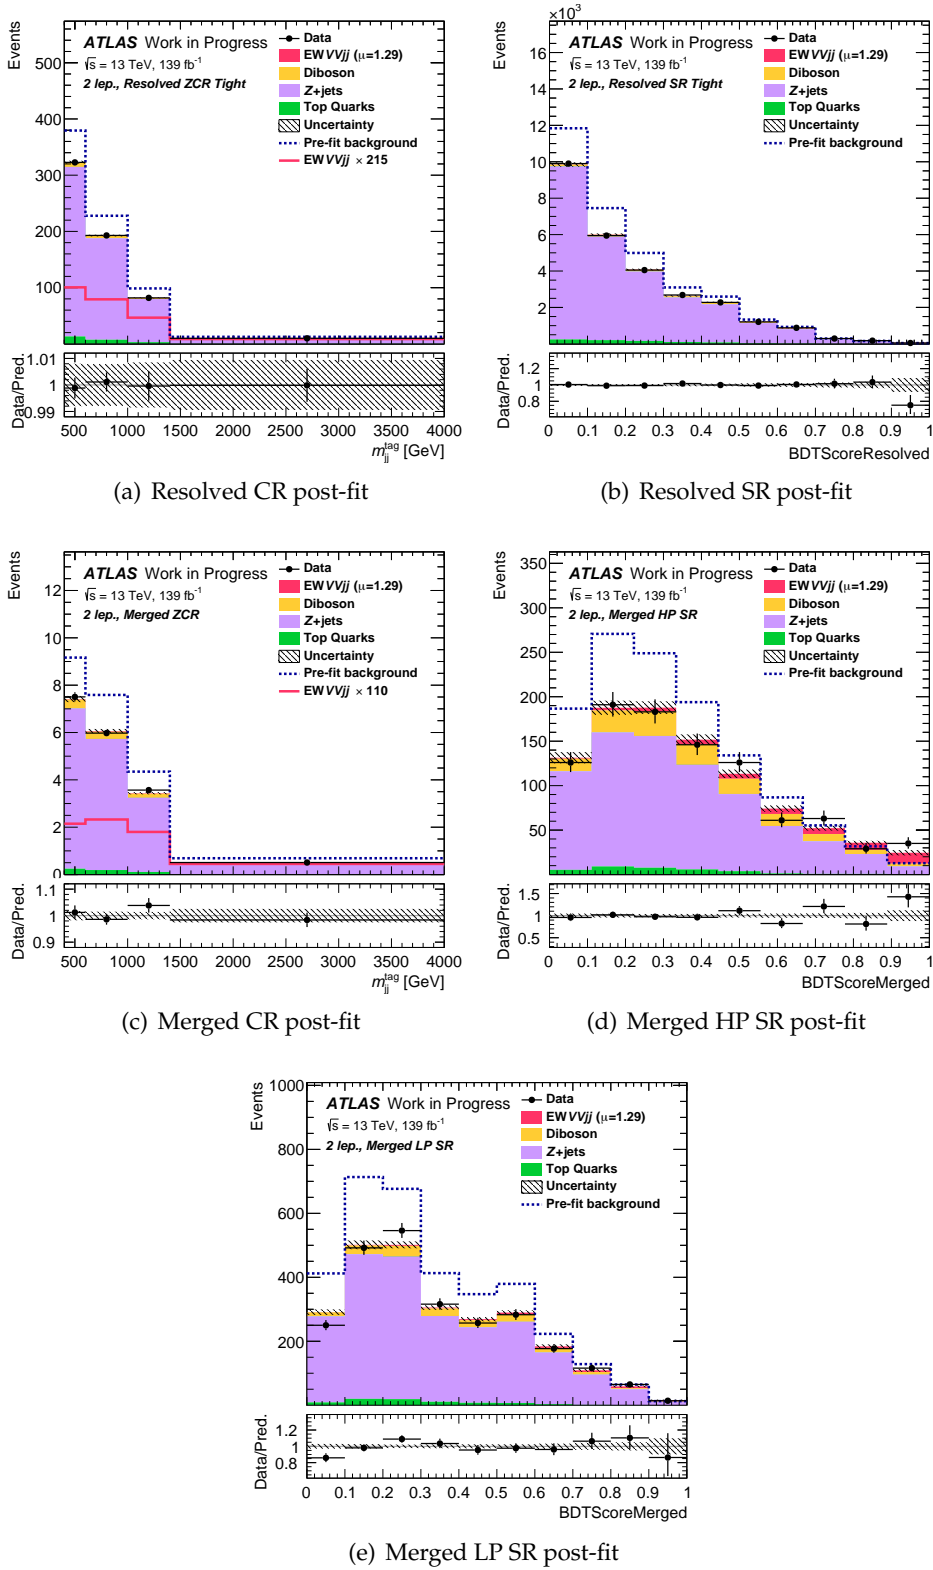 Events
560
480
400
300
200
100
ATLAS Work in Progress
√s = 13 TeV, 139 fb⁻¹
2 lep., Resolved ZCR Tight
Data
EW VVjj (μ=1.29)
Diboson
Z+jets
Top Quarks
Uncertainty
Pre-fit background
EW VVjj × 215
Data/Pred.
1.01
1
0.99
500 1000 1500 2000 2500 3000 3500 4000
m_jj^tag [GeV]
(a) Resolved CR post-fit
×10³
Events
16
14
12
10
8
6
4
2
ATLAS Work in Progress
√s = 13 TeV, 139 fb⁻¹
2 lep., Resolved SR Tight
Data
EW VVjj (μ=1.29)
Diboson
Z+jets
Top Quarks
Uncertainty
Pre-fit background
Data/Pred.
1.2
1
0.8
0 0.1 0.2 0.3 0.4 0.5 0.6 0.7 0.8 0.9 1
BDTScoreResolved
(b) Resolved SR post-fit
Events
12
10
8
6
4
2
0
ATLAS Work in Progress
√s = 13 TeV, 139 fb⁻¹
2 lep., Merged ZCR
Data
EW VVjj (μ=1.29)
Diboson
Z+jets
Top Quarks
Uncertainty
Pre-fit background
EW VVjj × 110
Data/Pred.
1.1
1
0.9
500 1000 1500 2000 2500 3000 3500 4000
m_jj^tag [GeV]
(c) Merged CR post-fit
Events
350
300
250
200
150
100
50
ATLAS Work in Progress
√s = 13 TeV, 139 fb⁻¹
2 lep., Merged HP SR
Data
EW VVjj (μ=1.29)
Diboson
Z+jets
Top Quarks
Uncertainty
Pre-fit background
Data/Pred.
1.5
1
0.5
0 0.1 0.2 0.3 0.4 0.5 0.6 0.7 0.8 0.9 1
BDTScoreMerged
(d) Merged HP SR post-fit
Events
1000
800
600
400
200
ATLAS Work in Progress
√s = 13 TeV, 139 fb⁻¹
2 lep., Merged LP SR
Data
EW VVjj (μ=1.29)
Diboson
Z+jets
Top Quarks
Uncertainty
Pre-fit background
Data/Pred.
1.2
1
0.8
0 0.1 0.2 0.3 0.4 0.5 0.6 0.7 0.8 0.9 1
BDTScoreMerged
(e) Merged LP SR post-fit